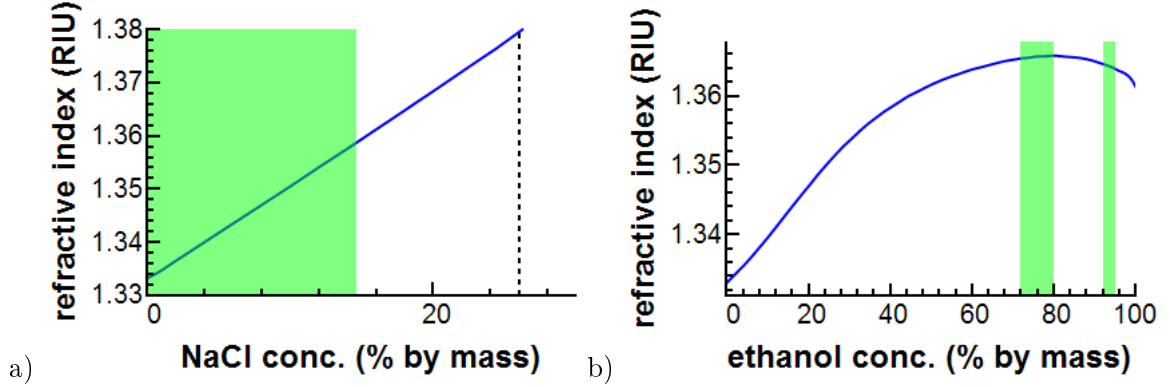 refractive index (RIU)
1.38
1.37
1.36
1.35
1.34
1.33
0
20
NaCl conc. (% by mass)
a)
refractive index (RIU)
1.36
1.35
1.34
0
20
40
60
80
100
ethanol conc. (% by mass)
b)